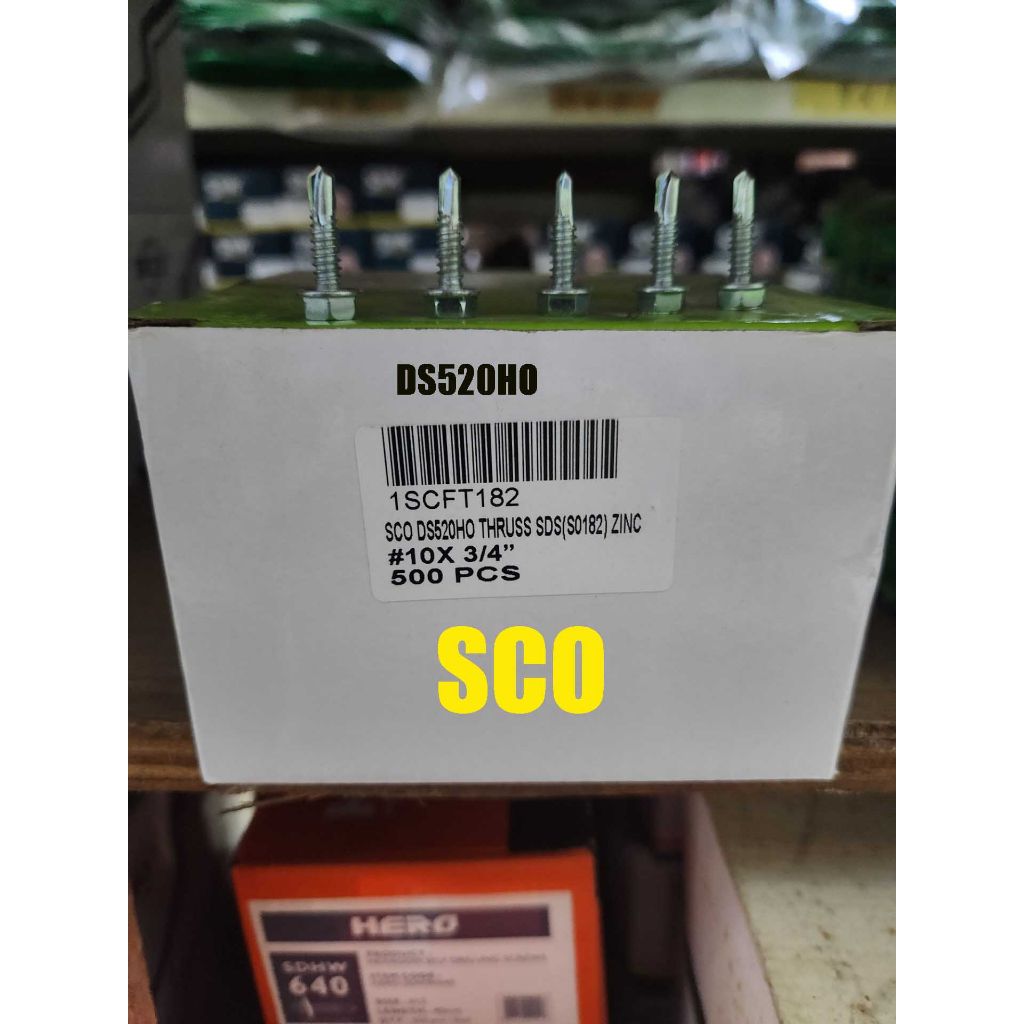 DS520HO
1SCFT182
SCO DS520HO THRUSS SDS(S0182) ZINC
#10X 3/4”
500 PCS
SCO
HERO
SDHW
640